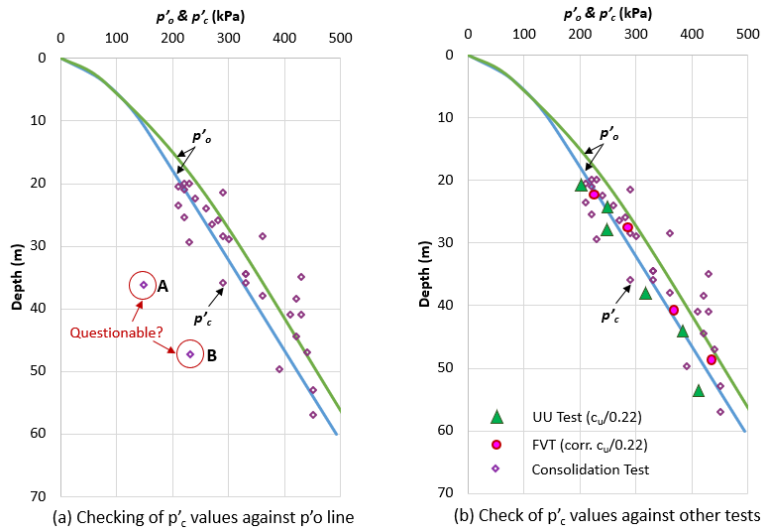 p'o & p'c (kPa)
0 100 200 300 400 500
0
10
20
30
40
50
60
70
Depth (m)
p'o
p'c
A
Questionable?
B
(a) Checking of p'c values against p'o line
p'o & p'c (kPa)
0 100 200 300 400 500
0
10
20
30
40
50
60
70
Depth (m)
p'o
p'c
UU Test (cu/0.22)
FVT (corr. cu/0.22)
Consolidation Test
(b) Check of p'c values against other tests